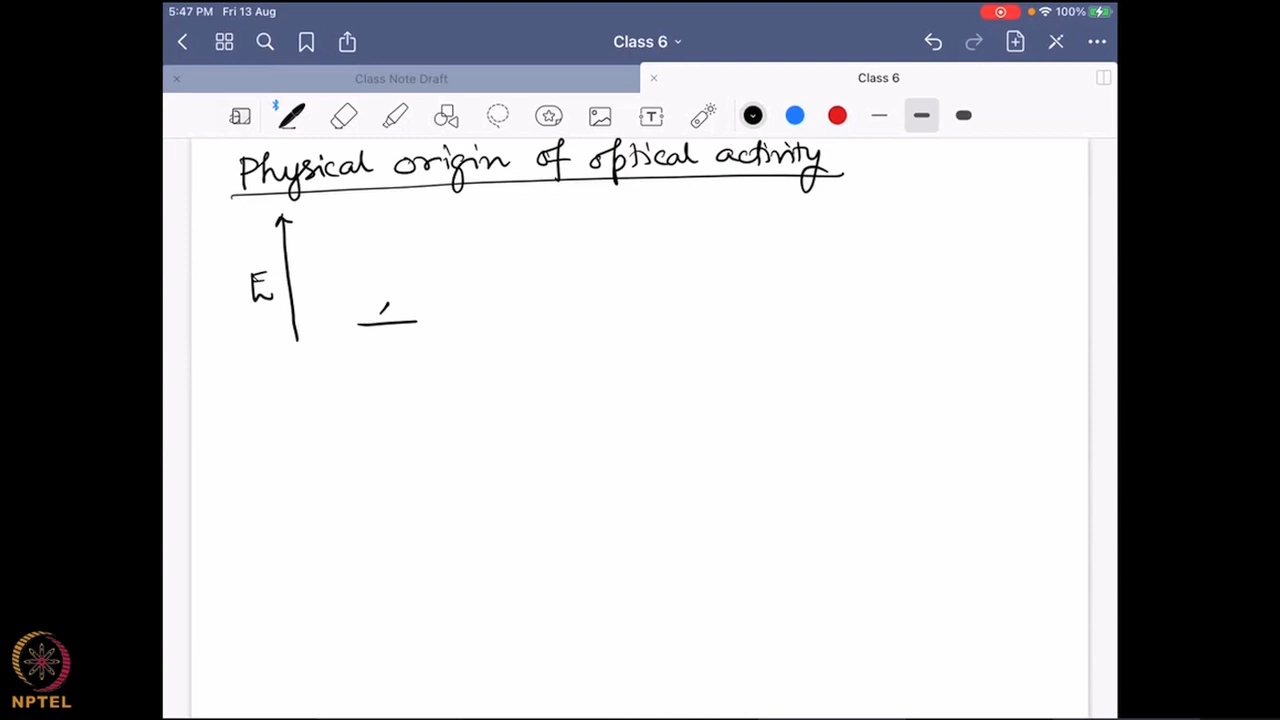 5:47 PM Fri 13 Aug
100%
Class 6
Class Note Draft
Class 6
T
Physical origin of optical activity
E
NPTEL